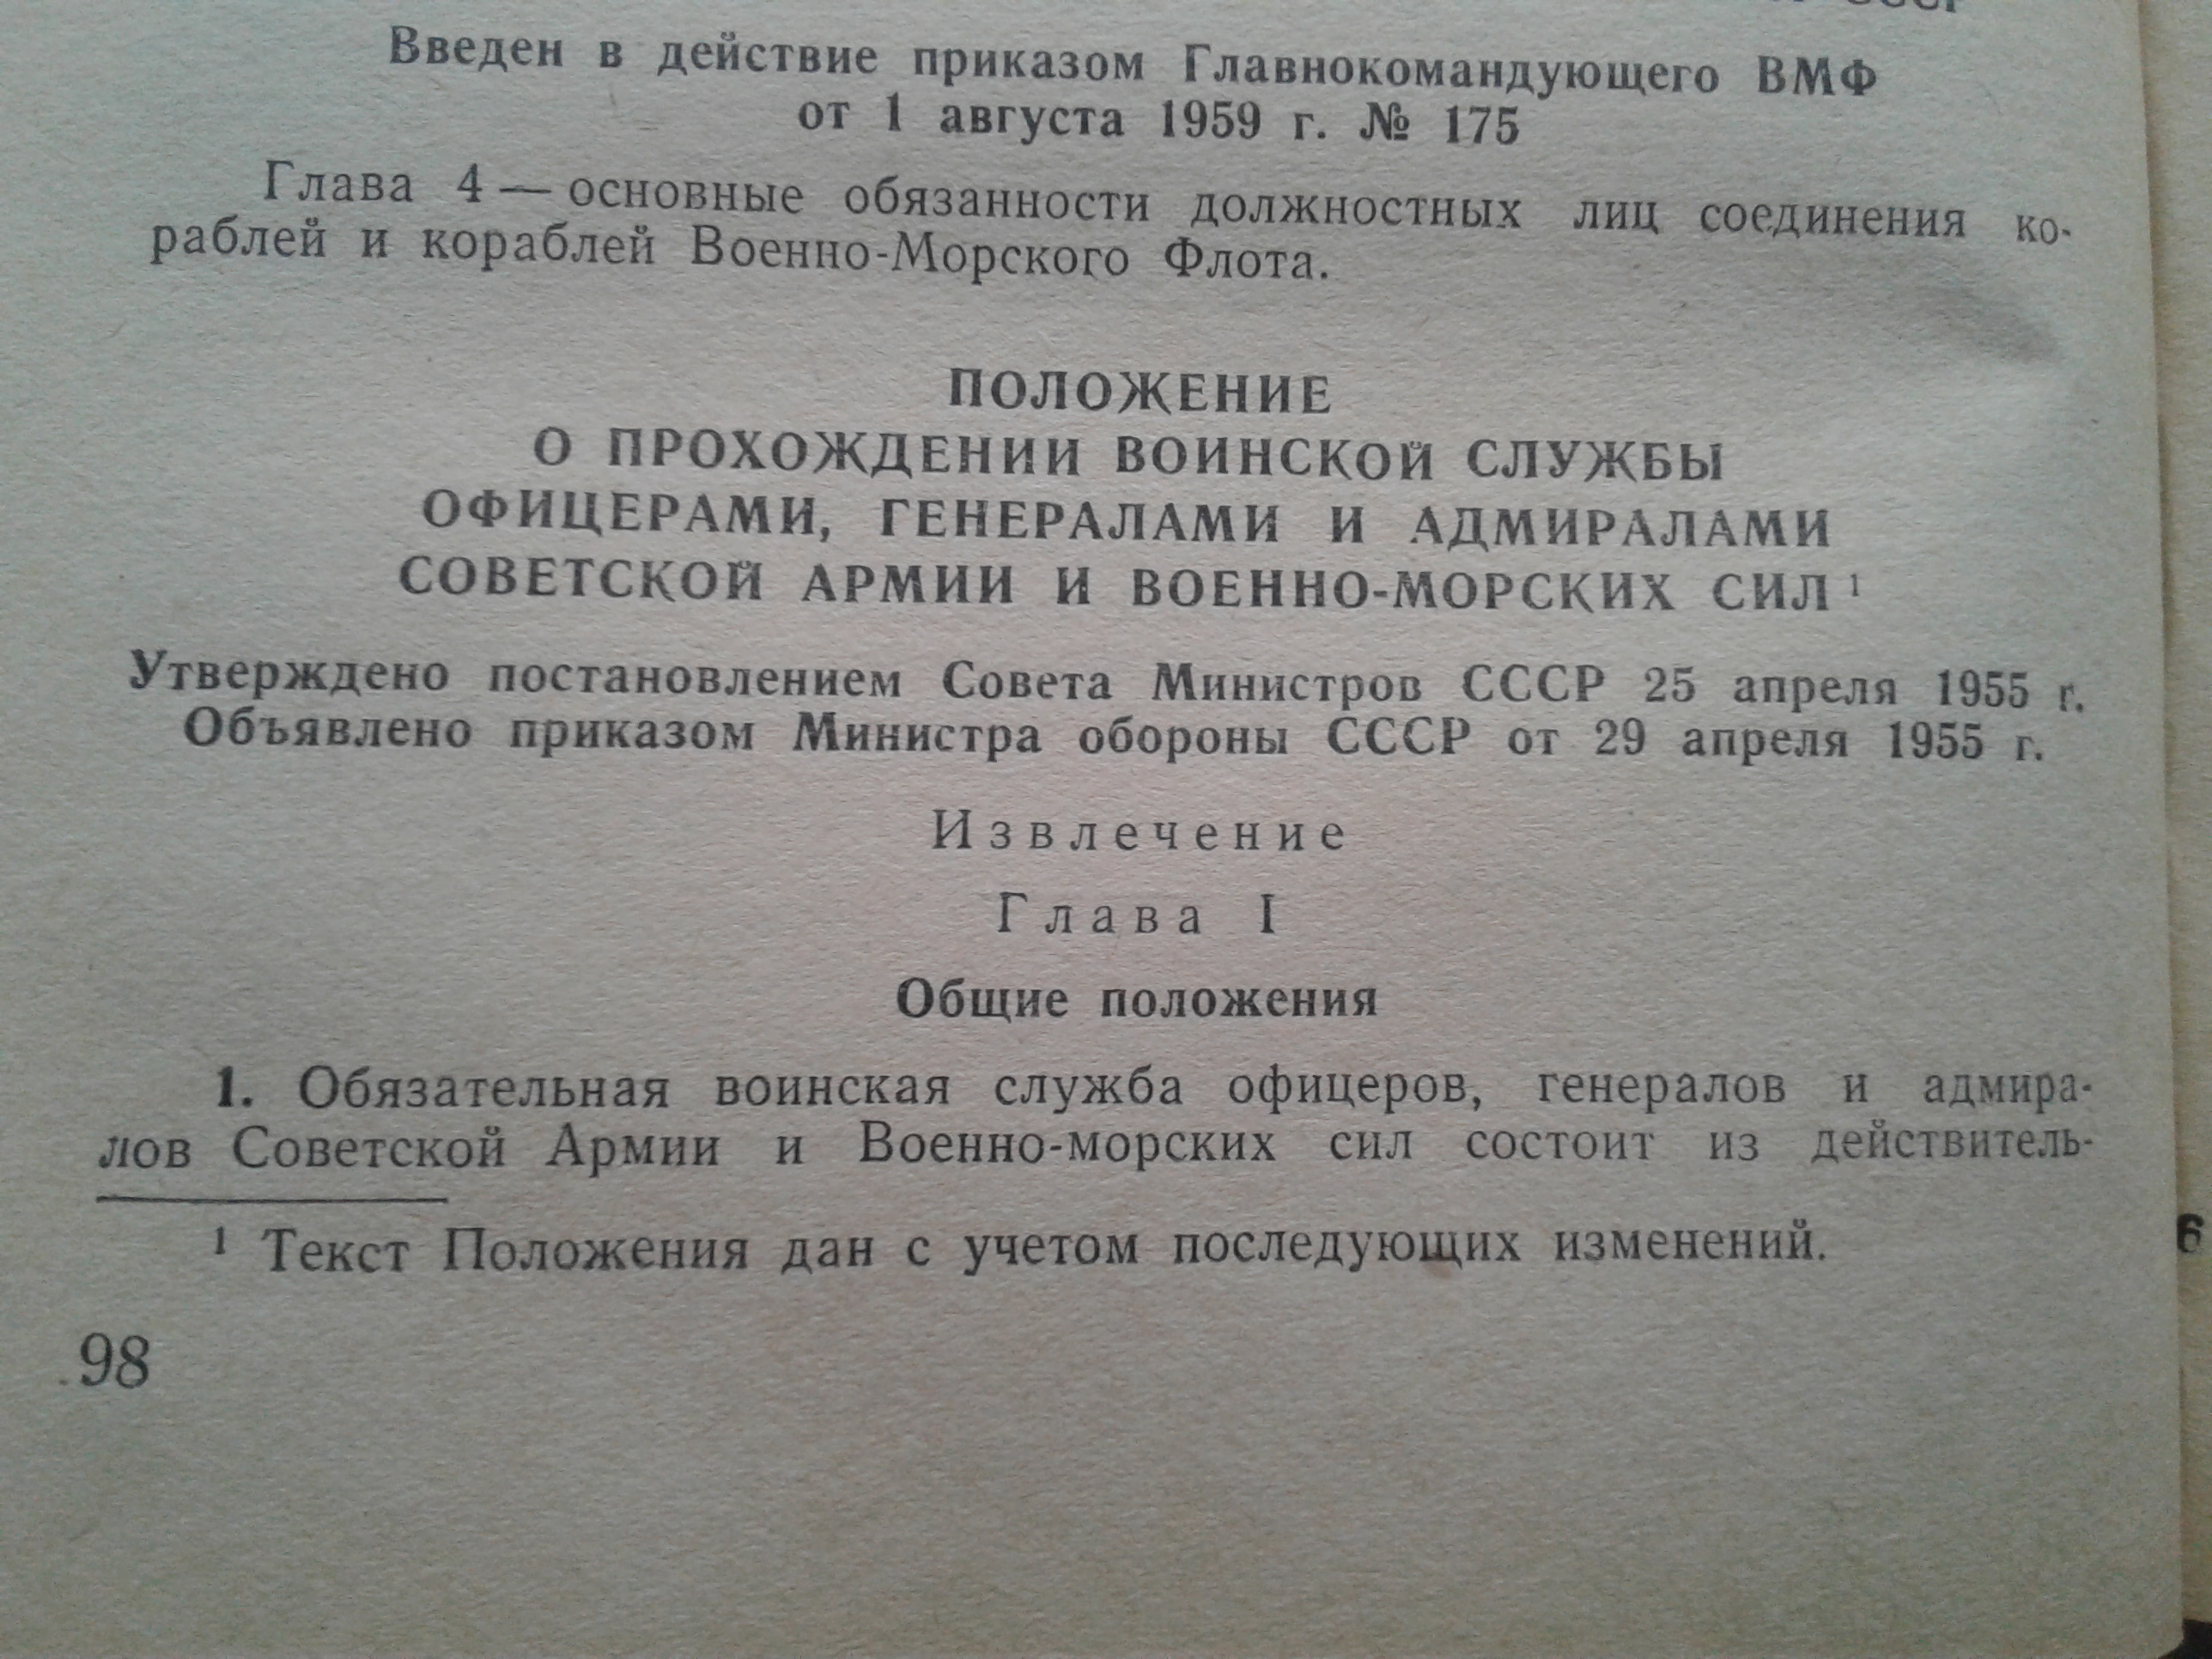 СССР
Введен в действие приказом Главнокомандующего ВМФ
от 1 августа 1959 г. № 175
Глава 4 — основные обязанности должностных лиц соединения ко-
раблей и кораблей Военно-Морского Флота.
ПОЛОЖЕНИЕ
О ПРОХОЖДЕНИИ ВОИНСКОЙ СЛУЖБЫ
ОФИЦЕРАМИ, ГЕНЕРАЛАМИ И АДМИРАЛАМИ
СОВЕТСКОЙ АРМИИ И ВОЕННО-МОРСКИХ СИЛ ¹
Утверждено постановлением Совета Министров СССР 25 апреля 1955 г.
Объявлено приказом Министра обороны СССР от 29 апреля 1955 г.
Извлечение
Глава I
Общие положения
1. Обязательная воинская служба офицеров, генералов и адмира-
лов Советской Армии и Военно-морских сил состоит из действитель-
¹ Текст Положения дан с учетом последующих изменений.
98
6